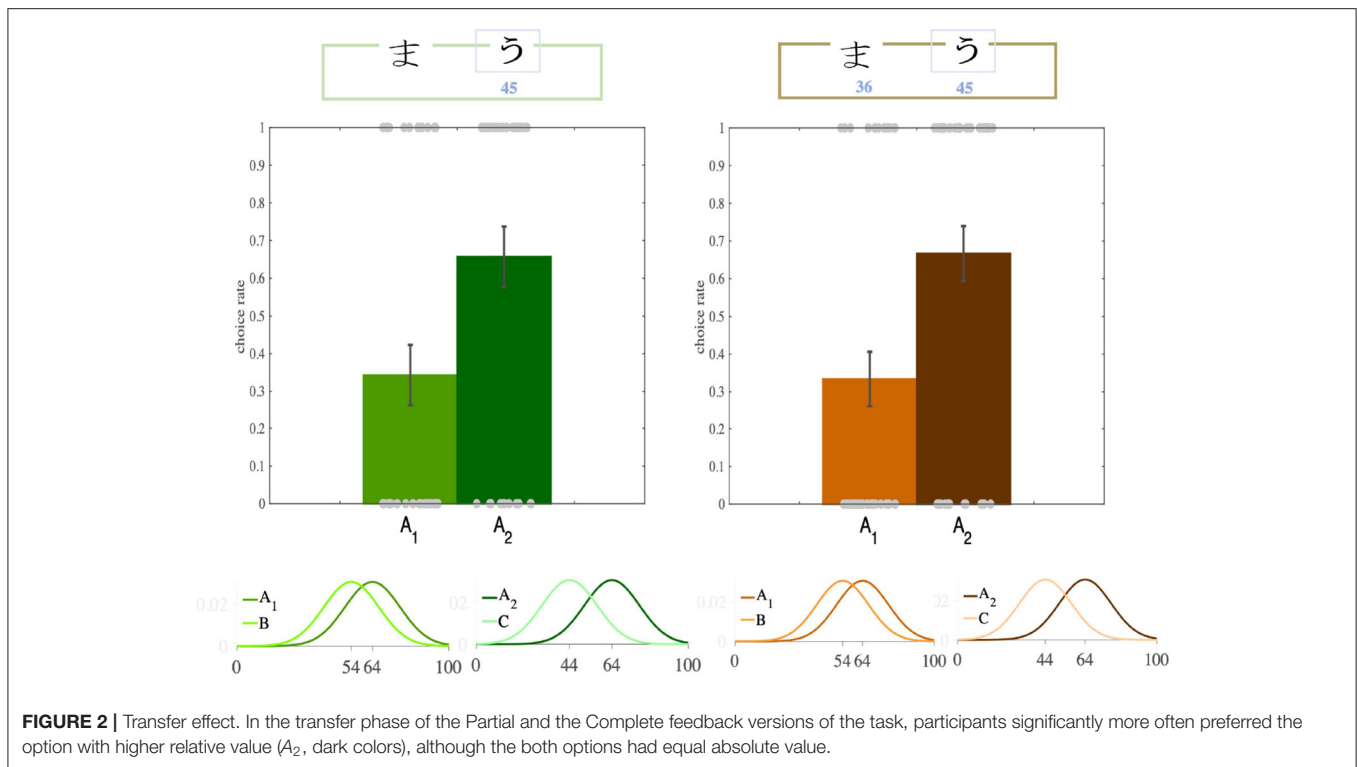 ま う
45
ま う
36 45
1
0.9
0.8
0.7
0.6
0.5
0.4
0.3
0.2
0.1
0
choice rate
A1 A2
1
0.9
0.8
0.7
0.6
0.5
0.4
0.3
0.2
0.1
0
choice rate
A1 A2
0.02
0
A1
B
0 54 64 100
02
A2
C
0 44 64 100
0.02
0
A1
B
0 54 64 100
02
A2
C
0 44 64 100
FIGURE 2 | Transfer effect. In the transfer phase of the Partial and the Complete feedback versions of the task, participants significantly more often preferred the
option with higher relative value (A2, dark colors), although the both options had equal absolute value.